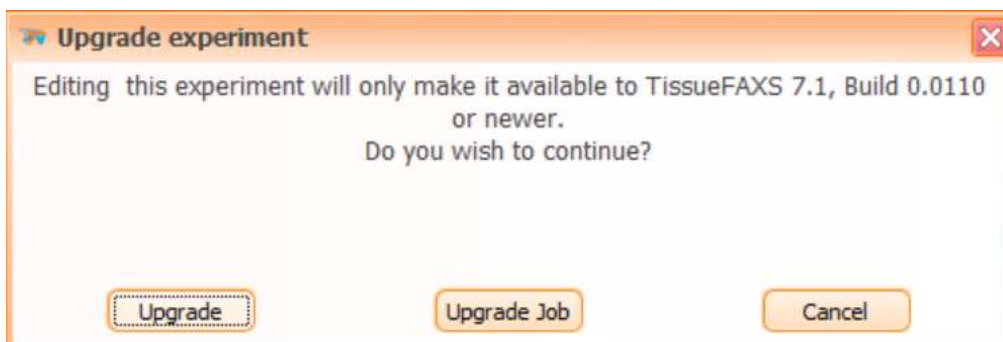 Upgrade experiment
Editing  this experiment will only make it available to TissueFAXS 7.1, Build 0.0110
or newer.
Do you wish to continue?
Upgrade
Upgrade Job
Cancel